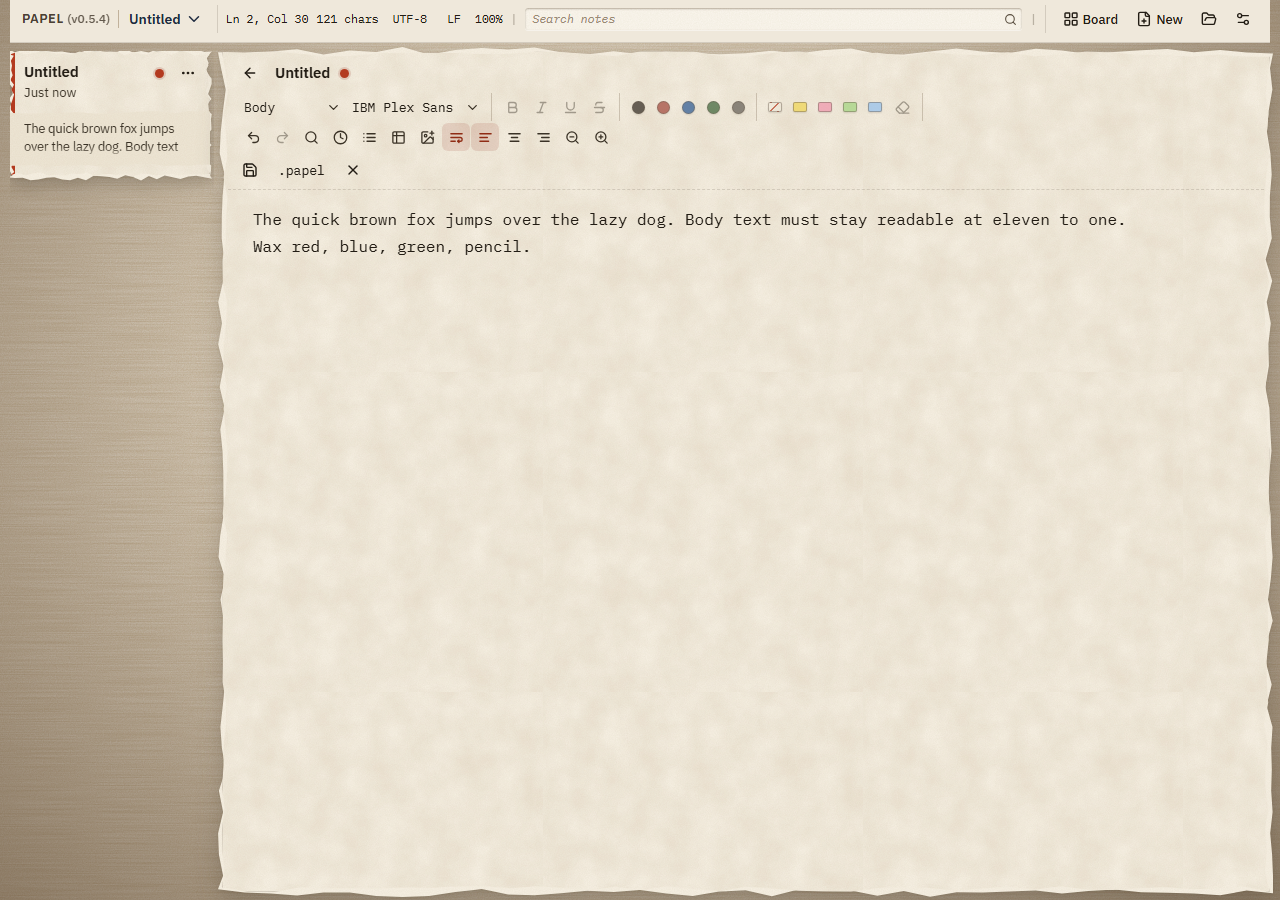 PAPEL (v0.5.4) Untitled Ln 2, Col 30 121 chars UTF-8 LF 100% Search notes Board New
Untitled
Just now
The quick brown fox jumps
over the lazy dog. Body text
Untitled
Body IBM Plex Sans B I U S
.papel
The quick brown fox jumps over the lazy dog. Body text must stay readable at eleven to one.
Wax red, blue, green, pencil.